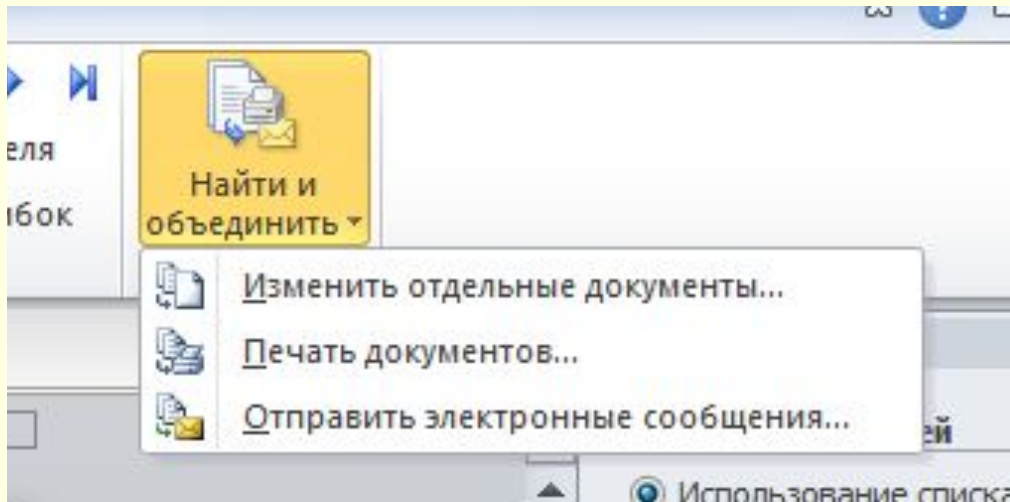 еля
Найти и
ибок
объединить
Изменить отдельные документы...
Печать документов...
Отправить электронные сообщения...
ей
Использование списка